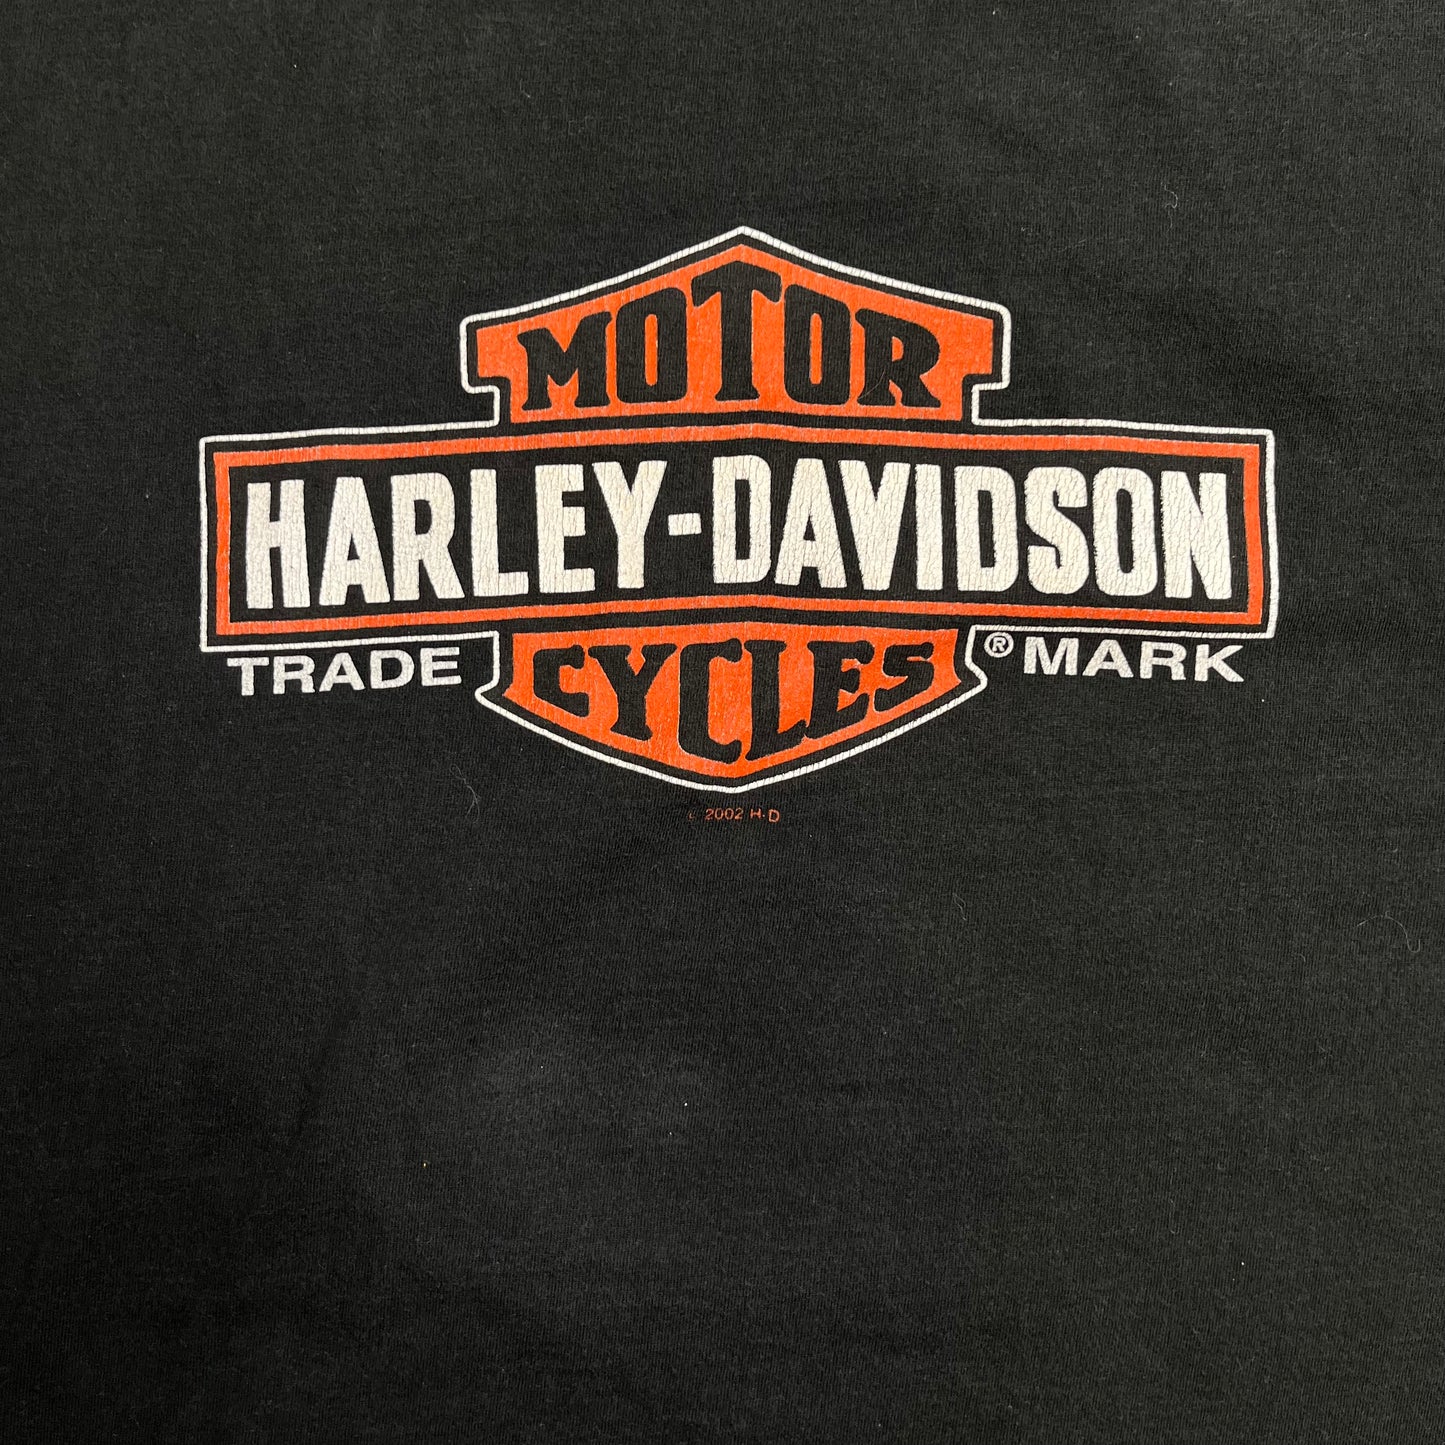 MOTOR
HARLEY-DAVIDSON
TRADE ® MARK
CYCLES
© 2002 H-D